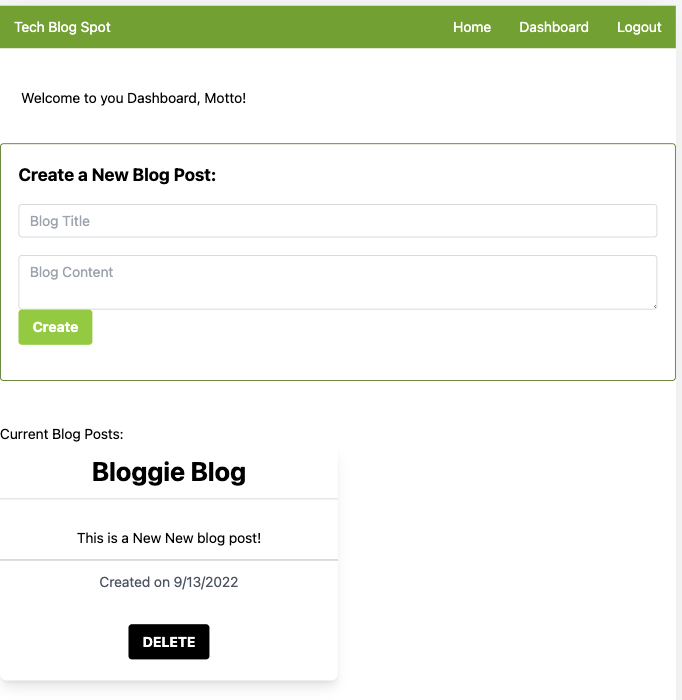 Tech Blog Spot Home Dashboard Logout
Welcome to you Dashboard, Motto!
Create a New Blog Post:
Blog Title
Blog Content
Create
Current Blog Posts:
Bloggie Blog
This is a New New blog post!
Created on 9/13/2022
DELETE